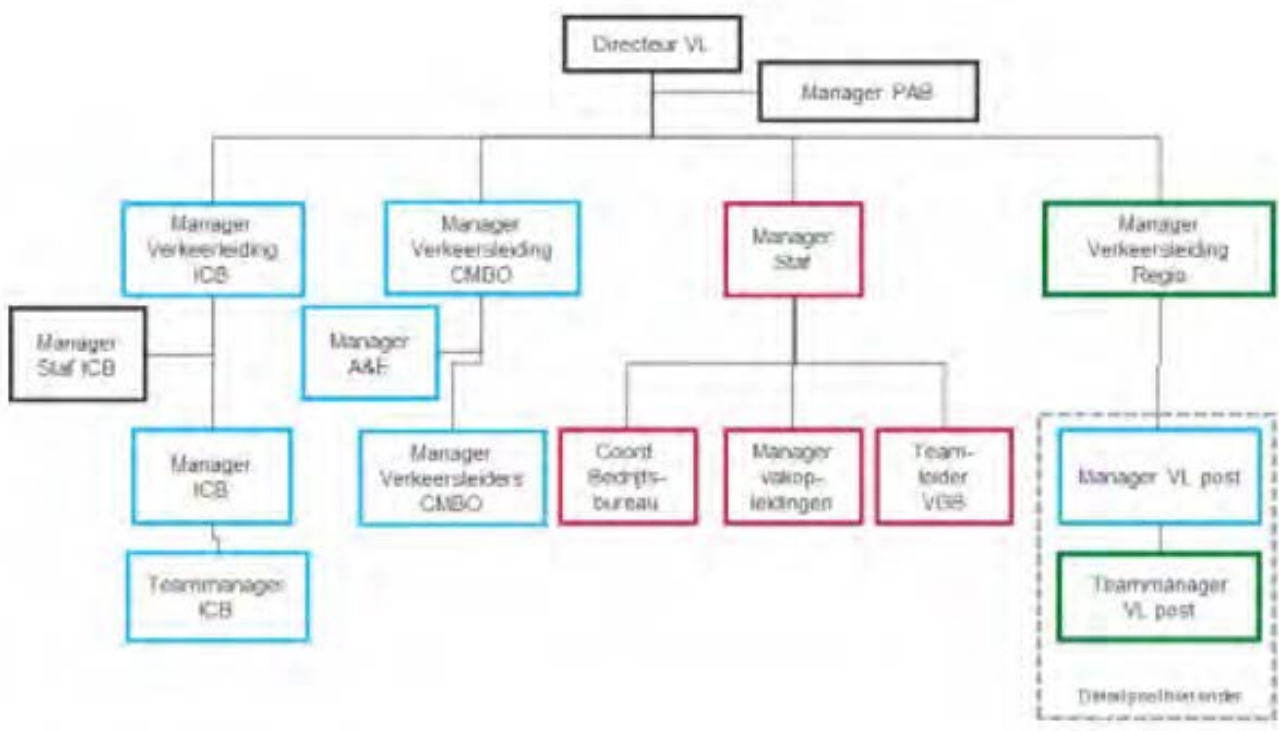 Directeur VL
Manager PAB
Manager
Verkeerleiding
ICB
Manager
Verkeersleiding
CMBO
Manager
Staf
Manager
Verkeersleiding
Regio
Manager
Staf ICB
Manager
A&E
Manager
ICB
Manager
Verkeersleiders
CMBO
Coord
Bedrijfs-
bureau
Manager
vakop-
leidingen
Team-
leider
VGB
Manager VL post
Teammanager
ICB
Teammanager
VL post
hieronder